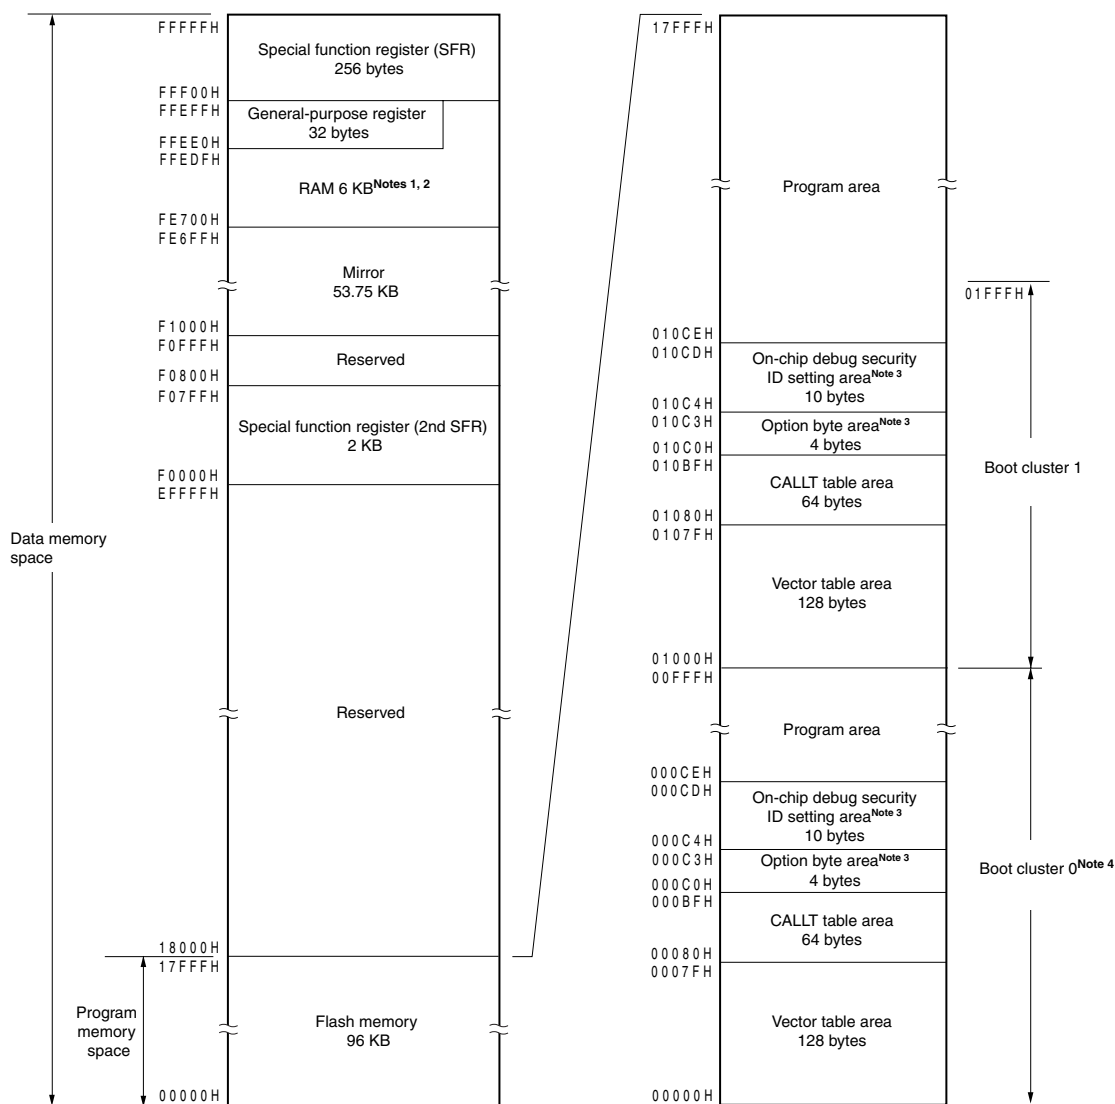 FFFFFH
Special function register (SFR)
256 bytes
FFF00H
FFEFFH
General-purpose register
32 bytes
FFEE0H
FFEDFH
RAM 6 KBNotes 1, 2
FE700H
FE6FFH
Mirror
53.75 KB
F1000H
F0FFFH
Reserved
F0800H
F07FFH
Special function register (2nd SFR)
2 KB
F0000H
EFFFFH
Data memory
space
Reserved
18000H
17FFFH
Program
memory
space
Flash memory
96 KB
00000H
17FFFH
Program area
01FFFH
010CEH
010CDH
On-chip debug security
ID setting areaNote 3
10 bytes
010C4H
010C3H
Option byte areaNote 3
4 bytes
010C0H
010BFH
CALLT table area
64 bytes
Boot cluster 1
01080H
0107FH
Vector table area
128 bytes
01000H
00FFFH
Program area
000CEH
000CDH
On-chip debug security
ID setting areaNote 3
10 bytes
000C4H
000C3H
Option byte areaNote 3
4 bytes
Boot cluster 0Note 4
000C0H
000BFH
CALLT table area
64 bytes
00080H
0007FH
Vector table area
128 bytes
00000H